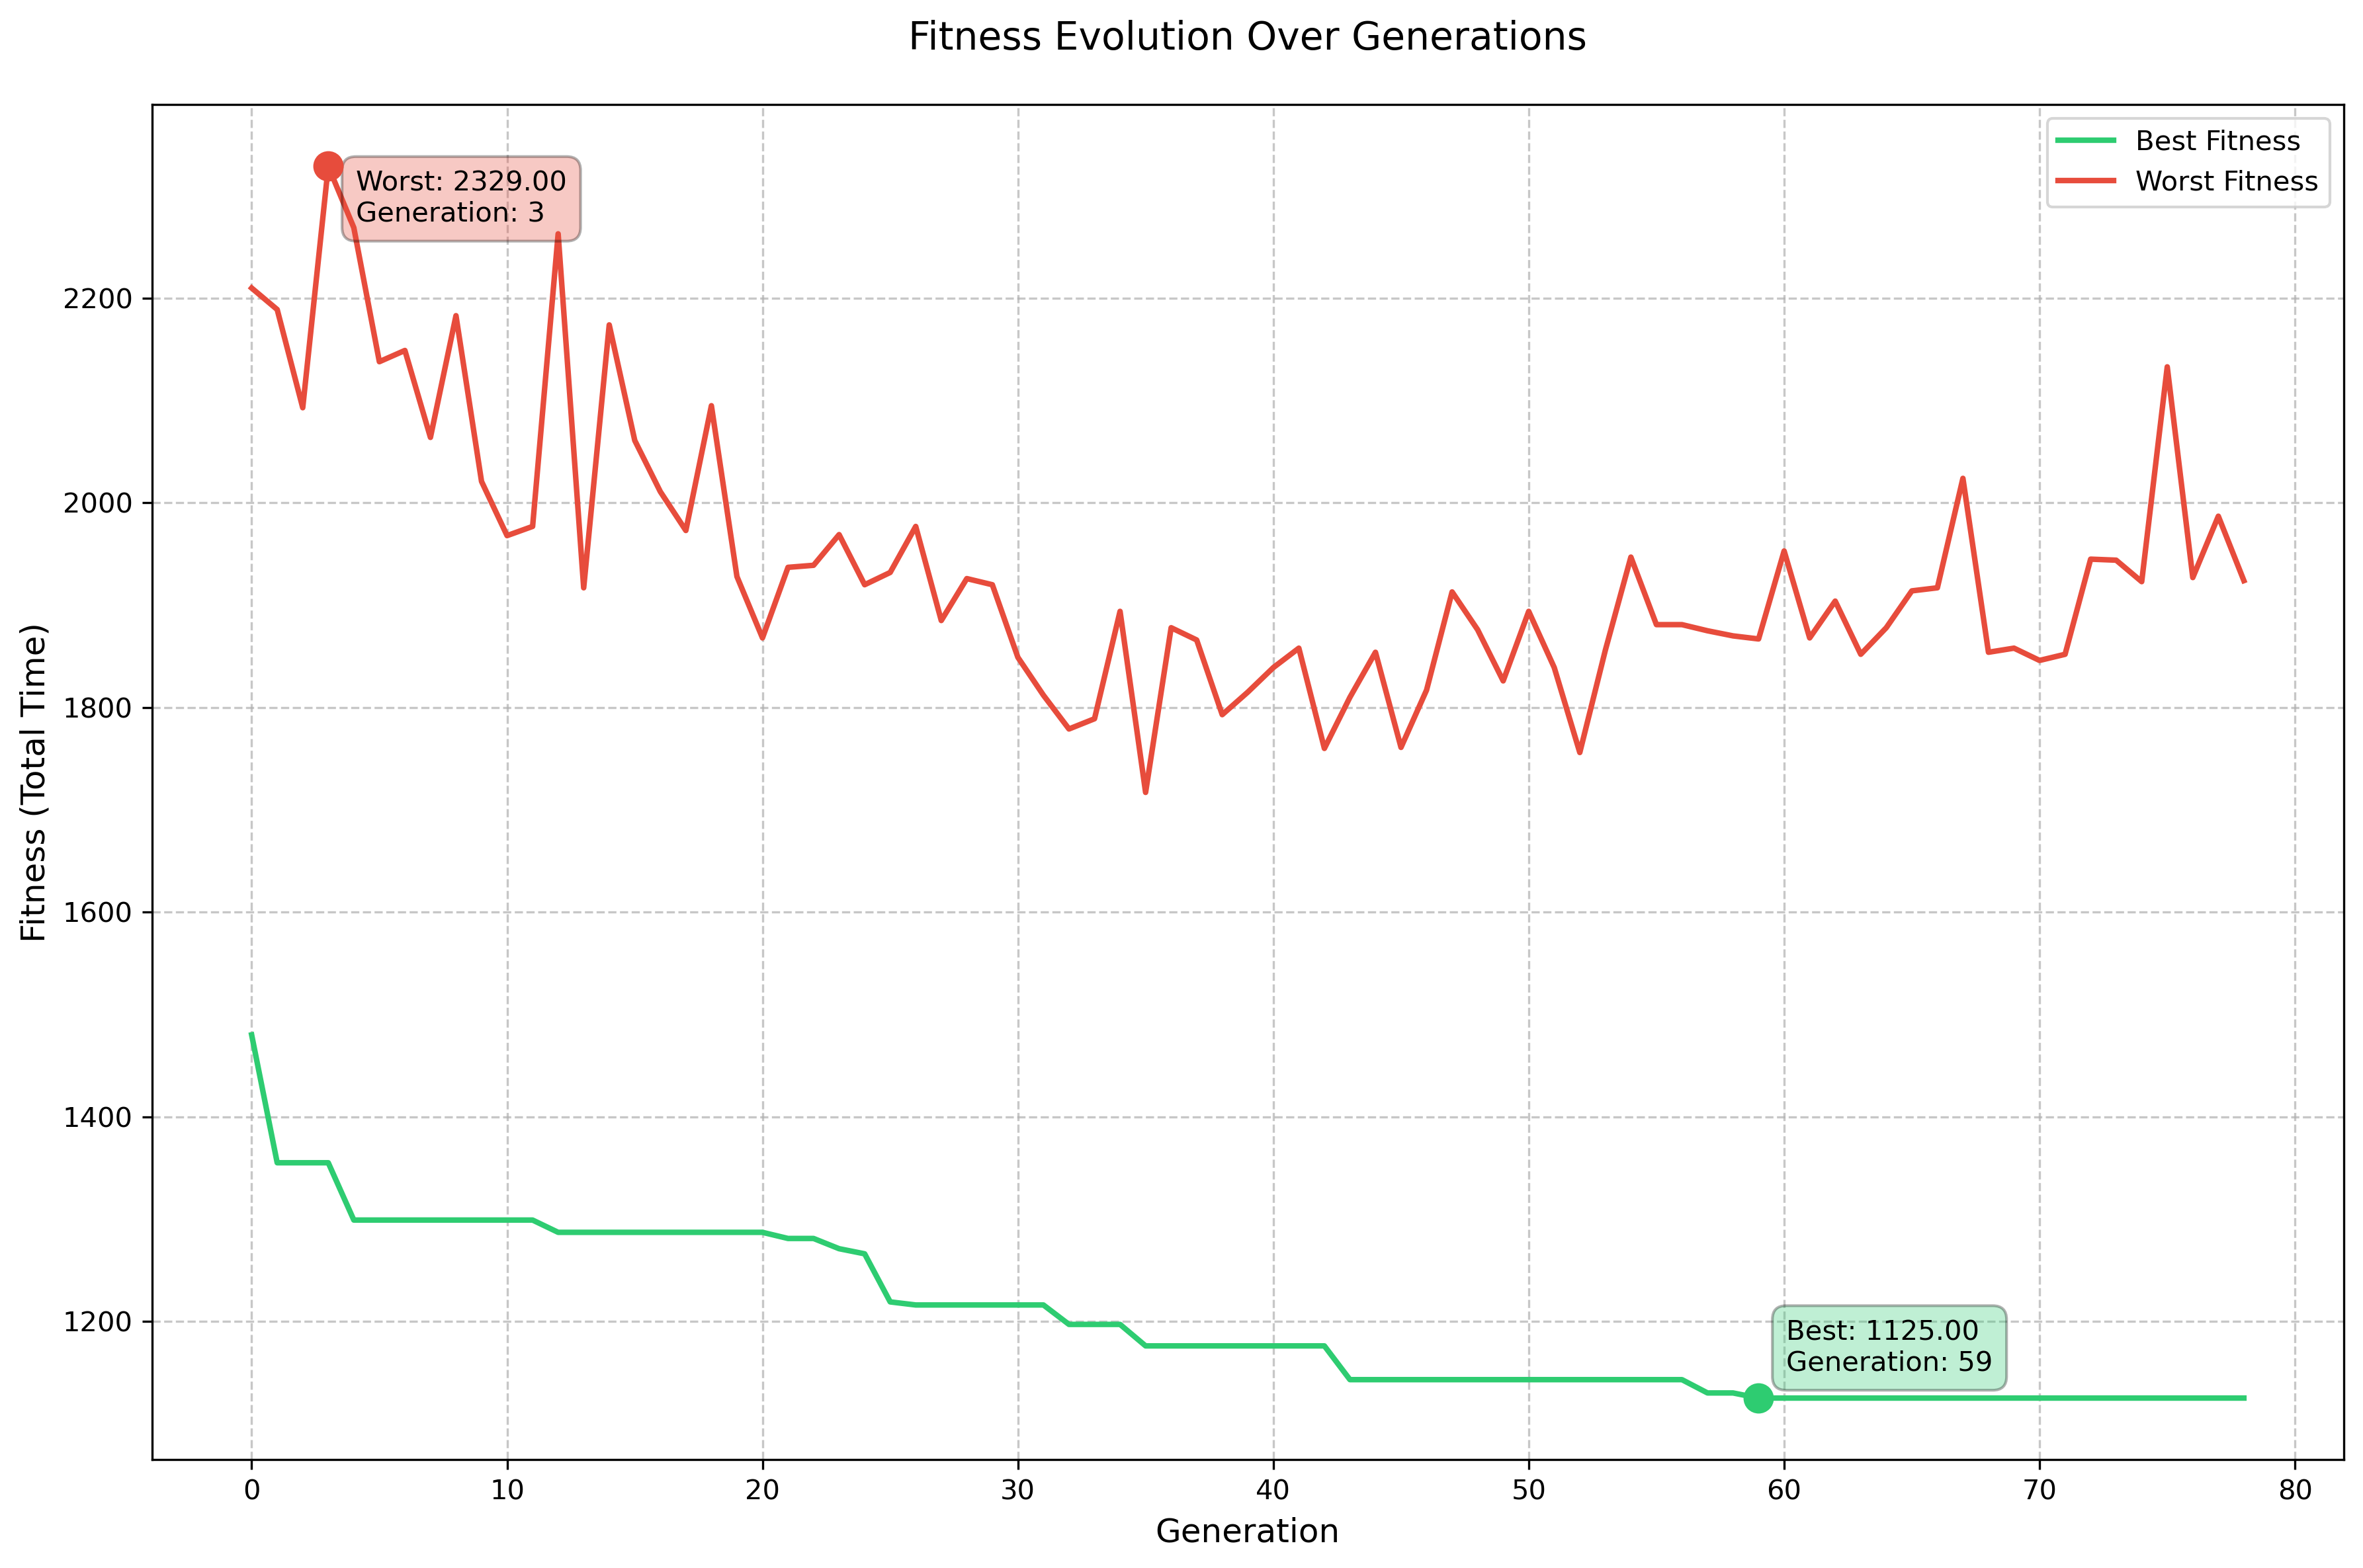 Fitness Evolution Over Generations
Best Fitness
Worst Fitness
Worst: 2329.00
Generation: 3
2200
2000
1800
1600
1400
1200
Fitness (Total Time)
Best: 1125.00
Generation: 59
0 10 20 30 40 50 60 70 80
Generation